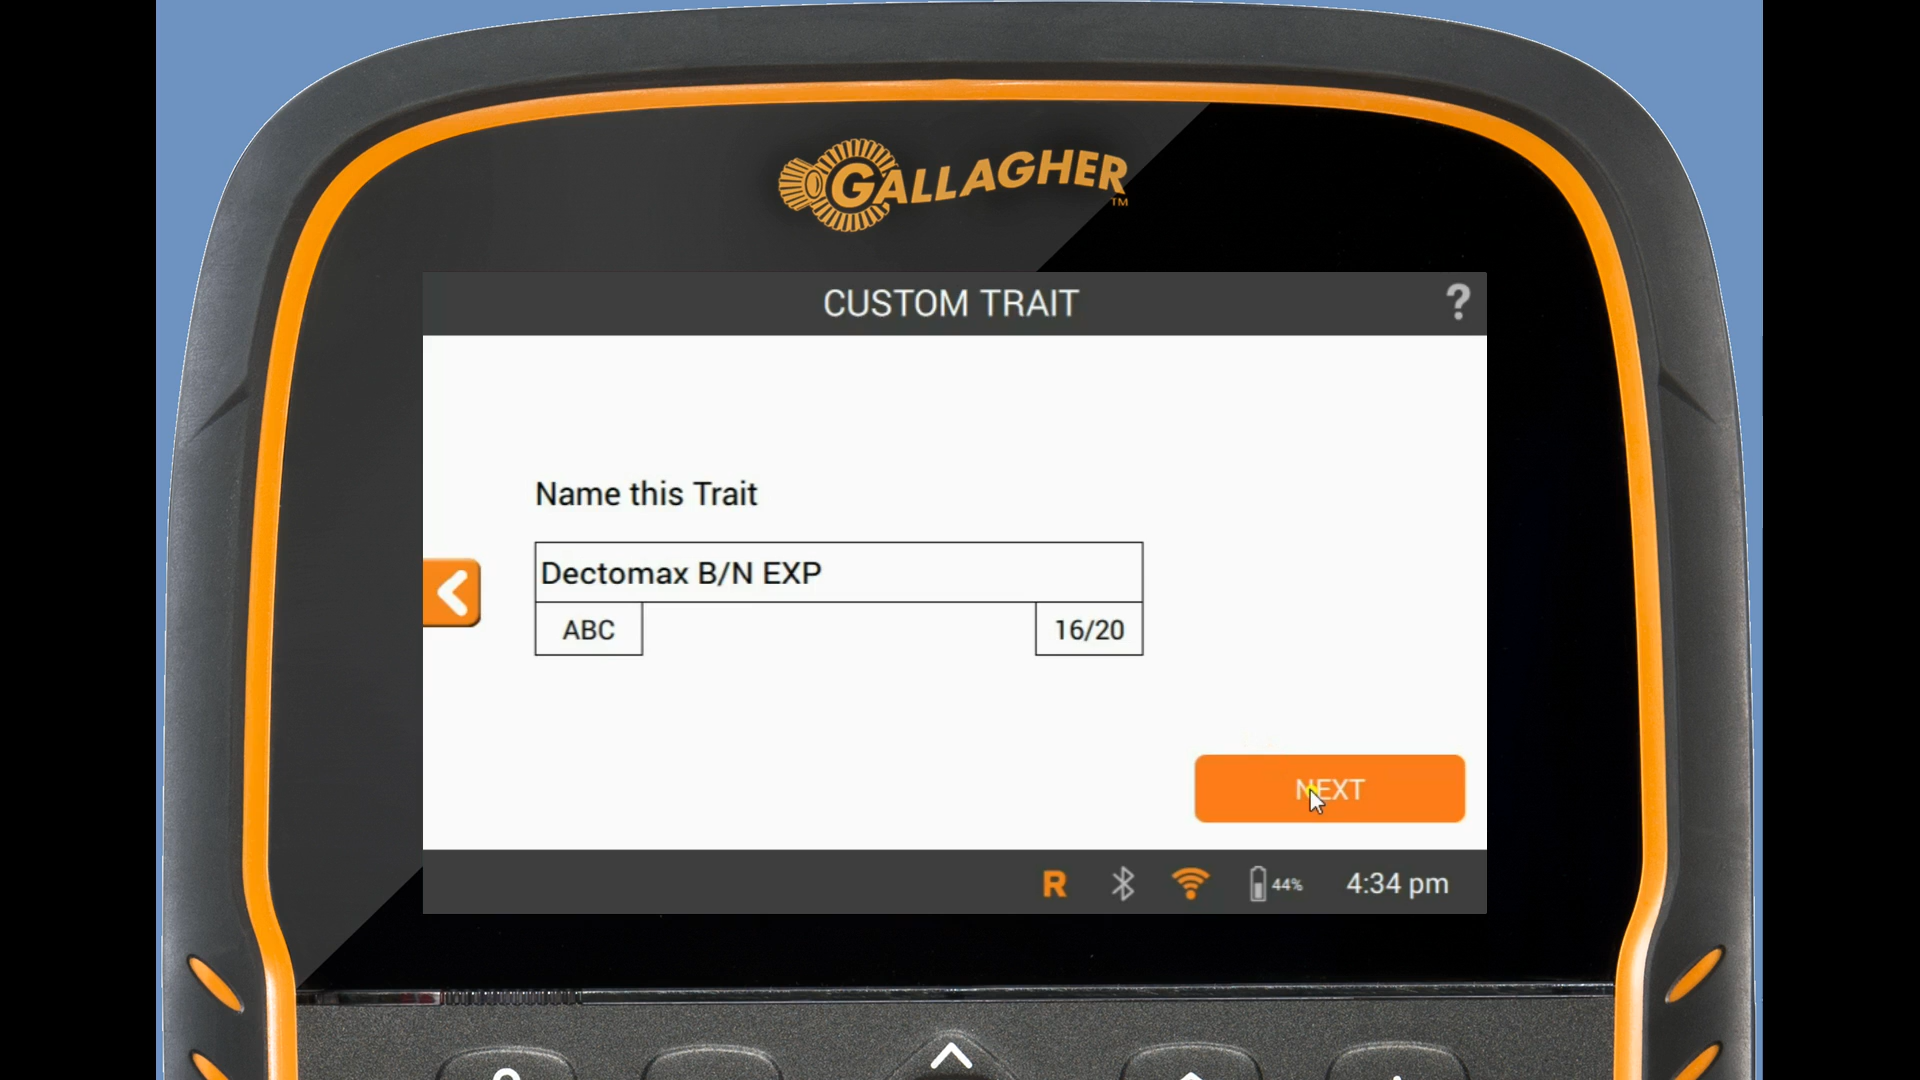 GALLAGHER
TM
CUSTOM TRAIT
?
Name this Trait
Dectomax B/N EXP
ABC
16/20
NEXT
R
44%
4:34 pm